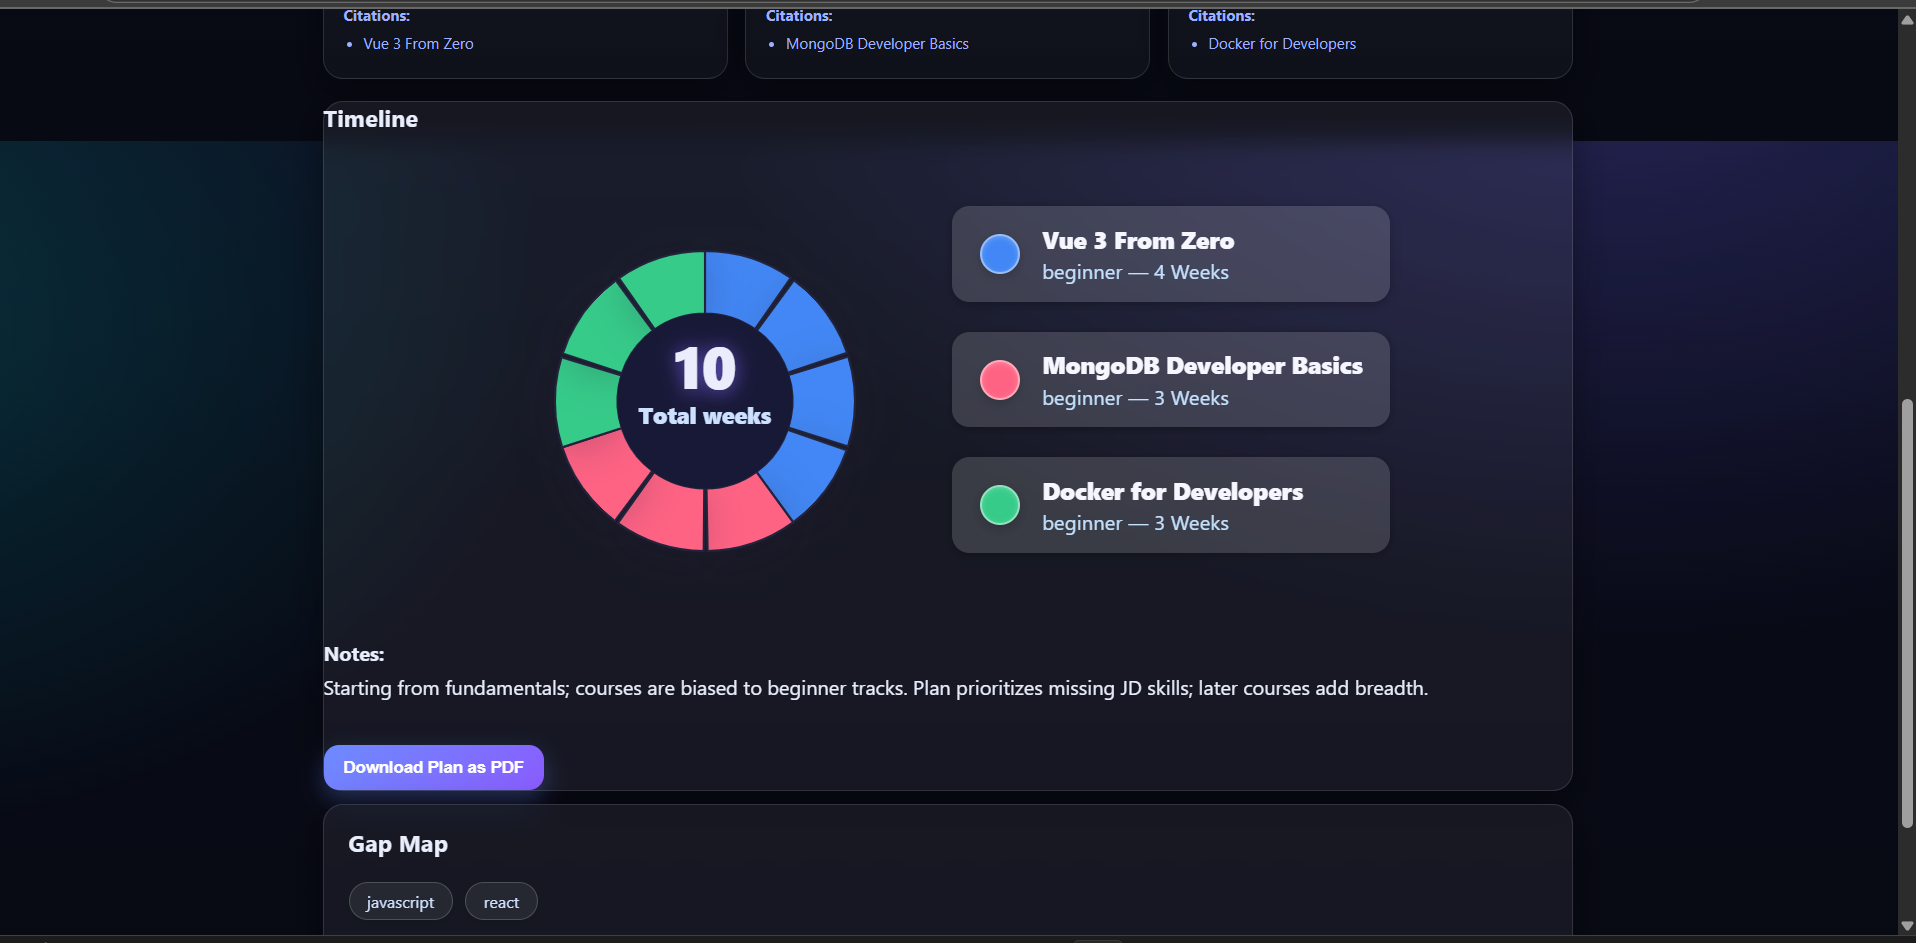 Citations:
Vue 3 From Zero
Citations:
MongoDB Developer Basics
Citations:
Docker for Developers
Timeline
10
Total weeks
Vue 3 From Zero
beginner — 4 Weeks
MongoDB Developer Basics
beginner — 3 Weeks
Docker for Developers
beginner — 3 Weeks
Notes:
Starting from fundamentals; courses are biased to beginner tracks. Plan prioritizes missing JD skills; later courses add breadth.
Download Plan as PDF
Gap Map
javascript
react